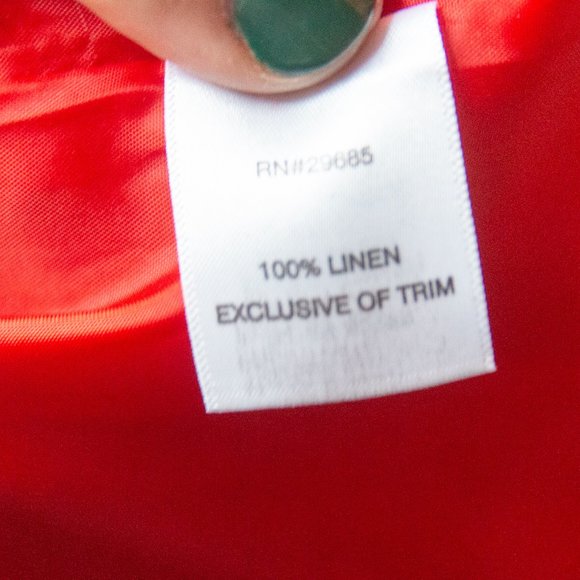 RN#29685
100% LINEN
EXCLUSIVE OF TRIM